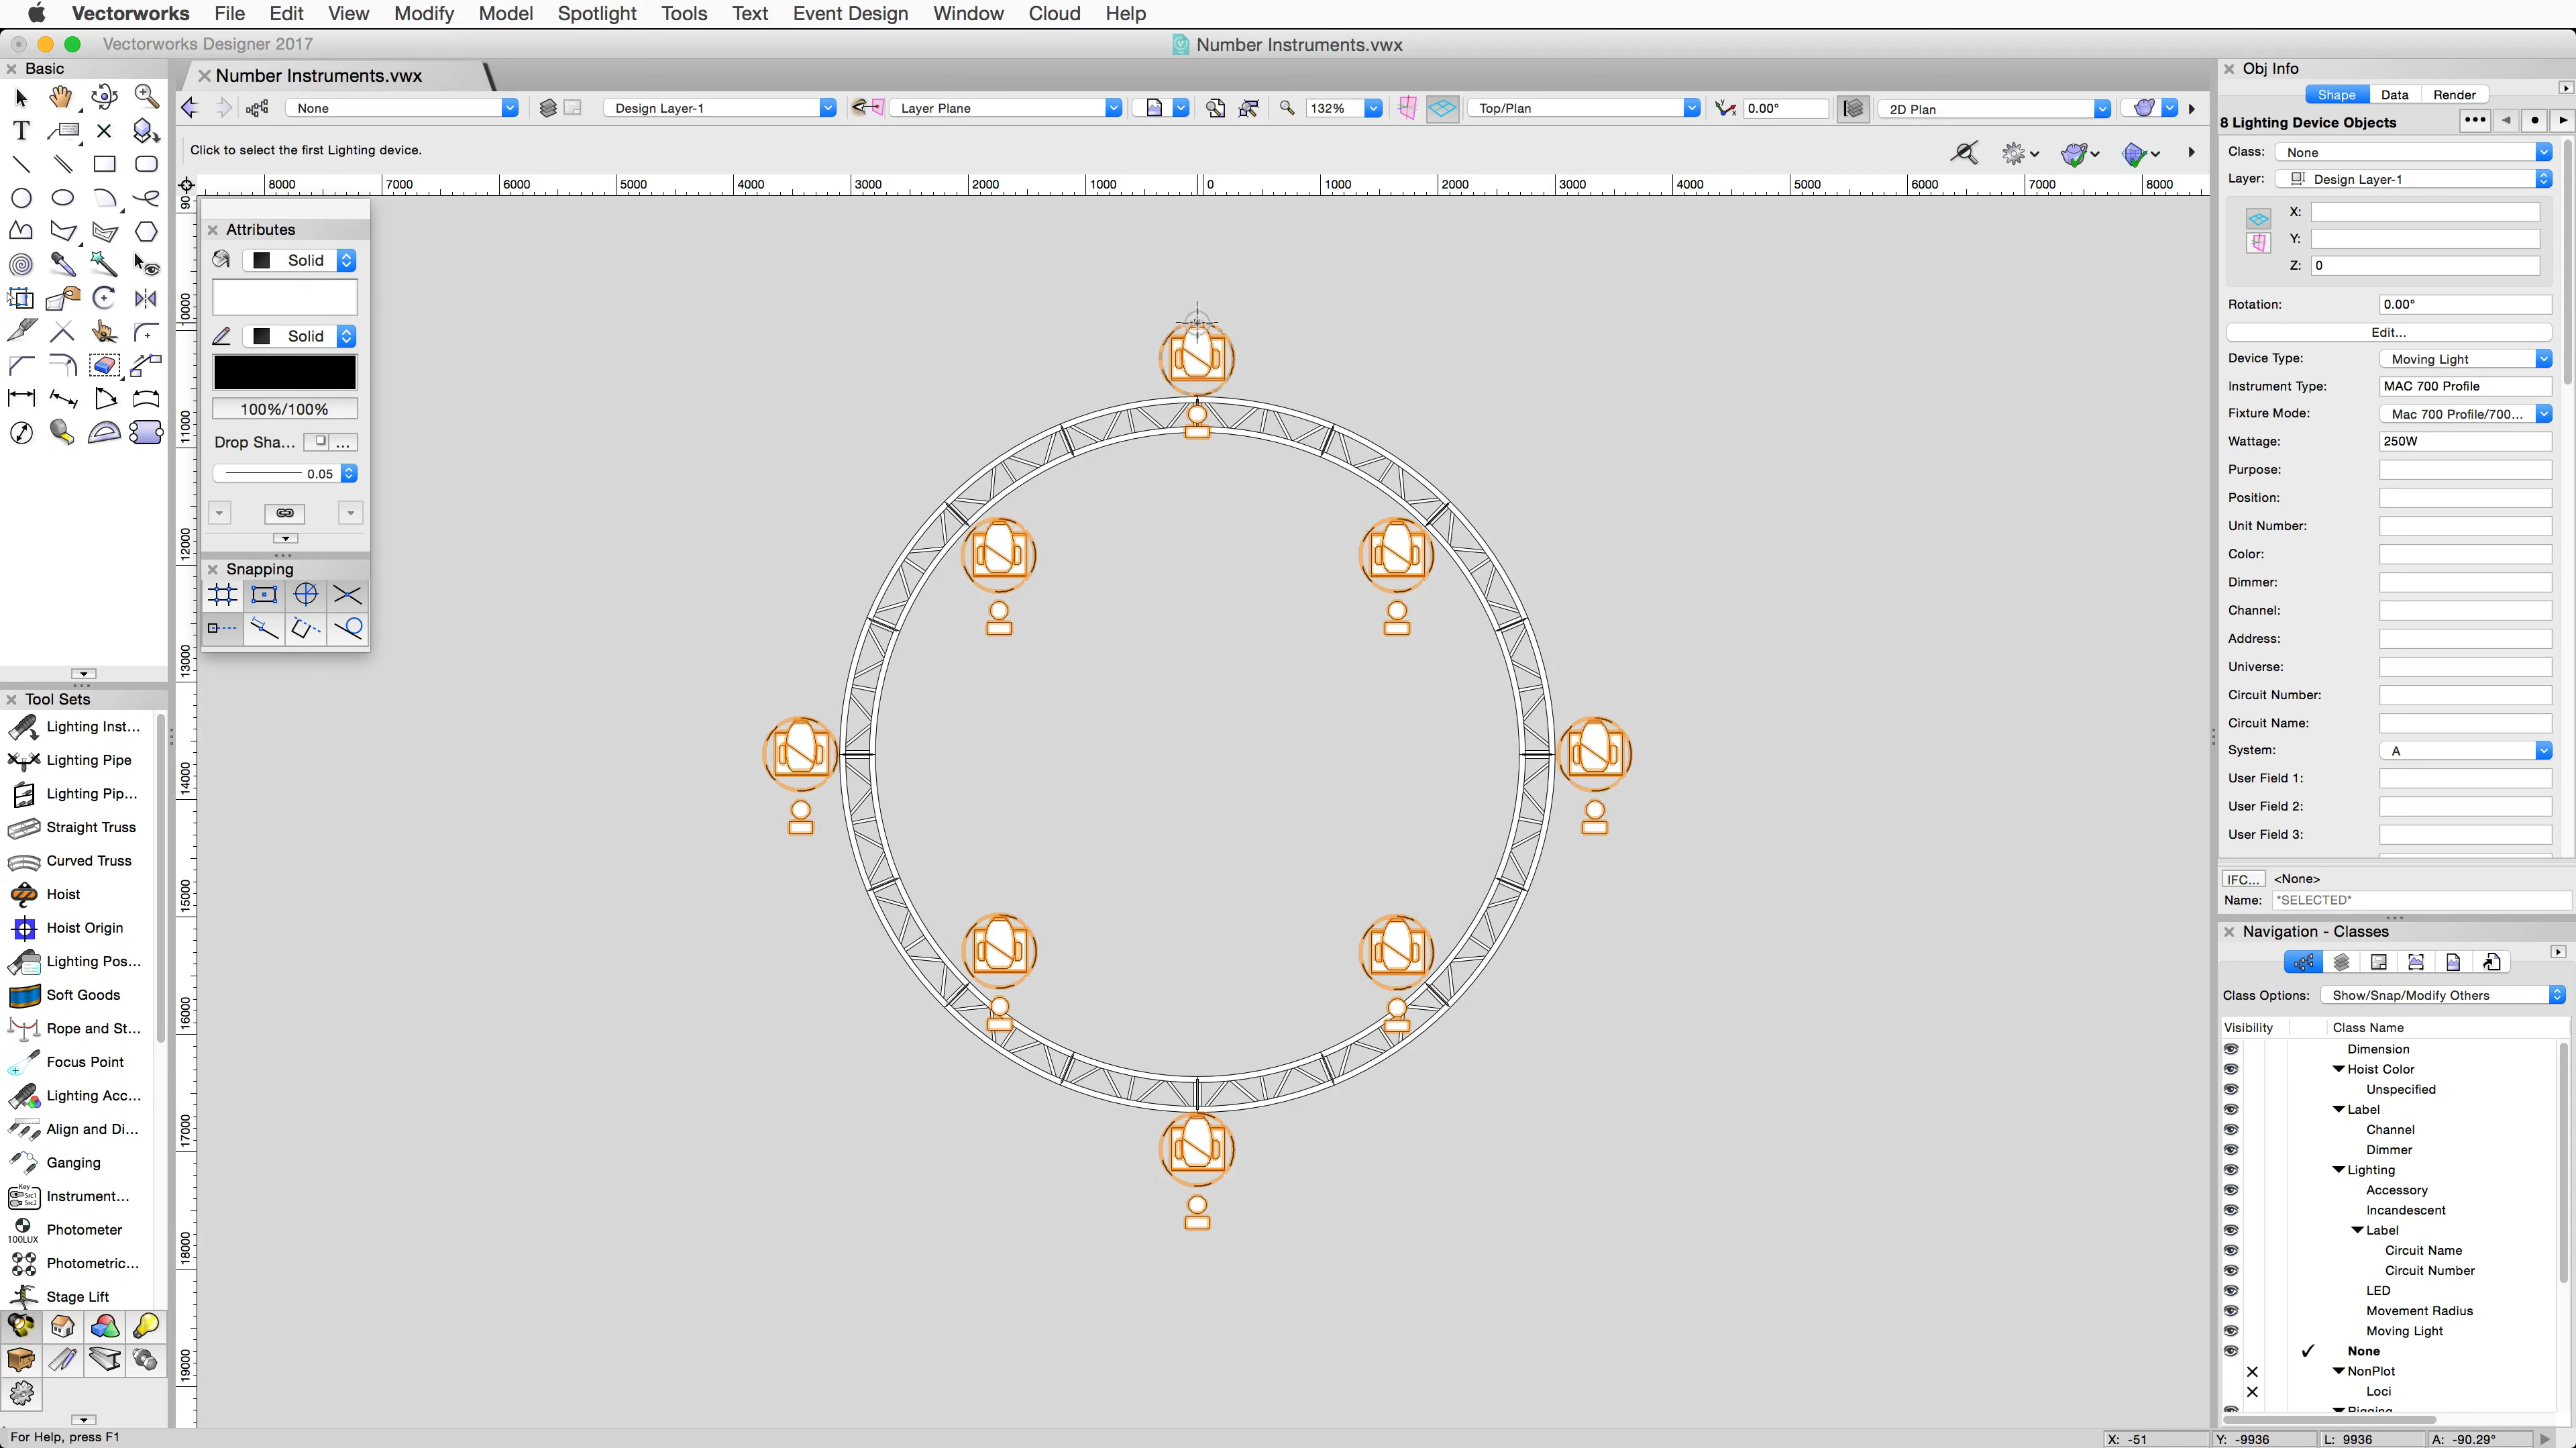 Vectorworks File Edit View Modify Model Spotlight Tools Text Event Design Window Cloud Help
Vectorworks Designer 2017
Number Instruments.vwx
Basic
Number Instruments.vwx
None
Design Layer-1
Layer Plane
132%
Top/Plan
0.00°
2D Plan
Click to select the first Lighting device.
8000 7000 6000 5000 4000 3000 2000 1000 0 1000 2000 3000 4000 5000 6000 7000 8000
10000
11000
12000
13000
14000
15000
16000
17000
18000
19000
Attributes
Solid
Solid
100%/100%
Drop Sha... ...
0.05
Snapping
Tool Sets
Lighting Inst...
Lighting Pipe
Lighting Pip...
Straight Truss
Curved Truss
Hoist
Hoist Origin
Lighting Pos...
Soft Goods
Rope and St...
Focus Point
Lighting Acc...
Align and Di...
Ganging
Key
Src1
Src2
Instrument...
Photometer
100LUX
Photometric...
Stage Lift
For Help, press F1
Obj Info
Shape Data Render
8 Lighting Device Objects
Class: None
Layer: Design Layer-1
X:
Y:
Z: 0
Rotation: 0.00°
Edit...
Device Type: Moving Light
Instrument Type: MAC 700 Profile
Fixture Mode: Mac 700 Profile/700...
Wattage: 250W
Purpose:
Position:
Unit Number:
Color:
Dimmer:
Channel:
Address:
Universe:
Circuit Number:
Circuit Name:
System: A
User Field 1:
User Field 2:
User Field 3:
IFC... <None>
Name: *SELECTED*
Navigation - Classes
Class Options: Show/Snap/Modify Others
Visibility Class Name
Dimension
Hoist Color
Unspecified
Label
Channel
Dimmer
Lighting
Accessory
Incandescent
Label
Circuit Name
Circuit Number
LED
Movement Radius
Moving Light
None
NonPlot
Loci
Rigging
X: -51 Y: -9936 L: 9936 A: -90.29°